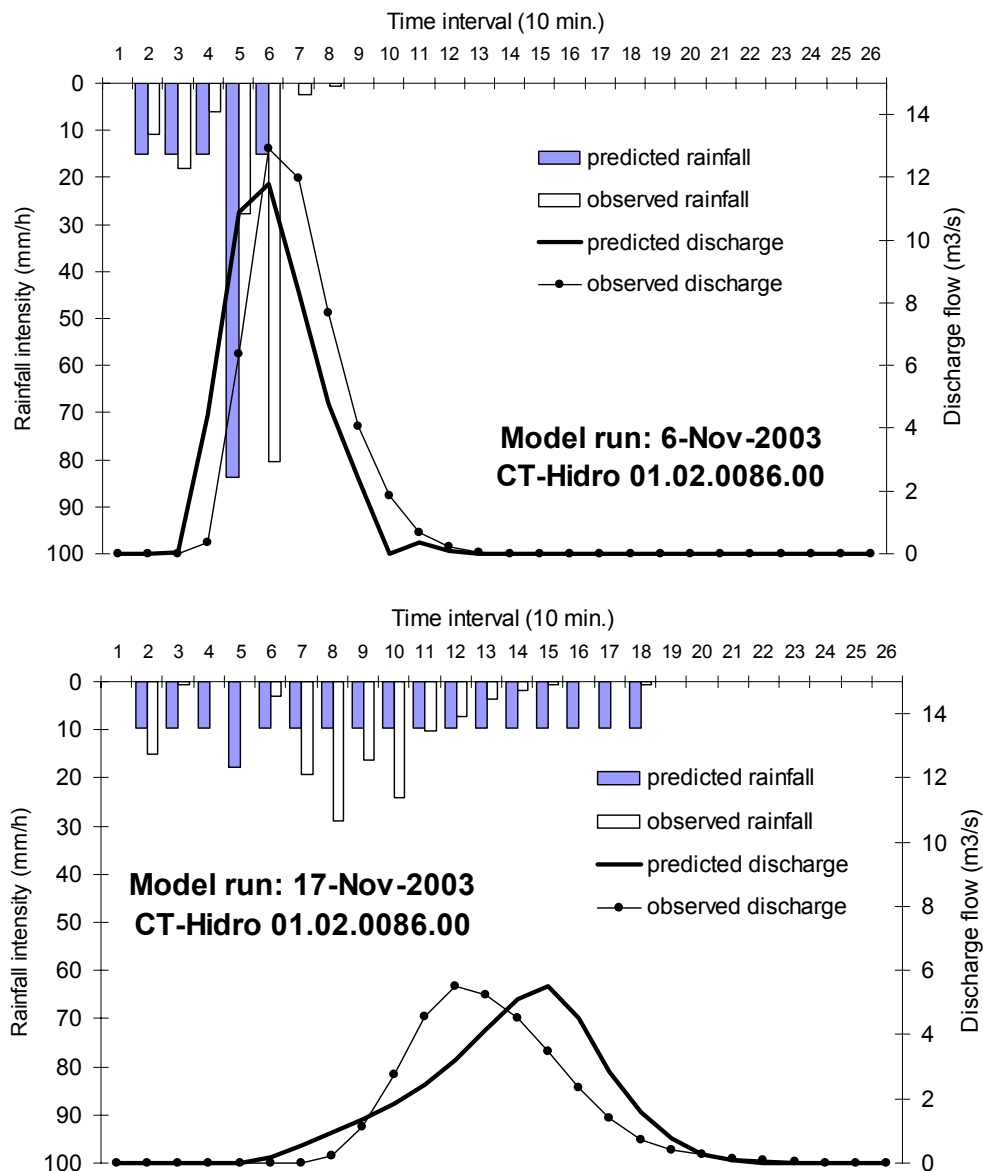 Time interval (10 min.)
1 2 3 4 5 6 7 8 9 10 11 12 13 14 15 16 17 18 19 20 21 22 23 24 25 26
0
10
20
30
40
50
60
70
80
90
100
Rainfall intensity (mm/h)
predicted rainfall
observed rainfall
predicted discharge
observed discharge
Model run: 6-Nov-2003
CT-Hidro 01.02.0086.00
14
12
10
8
6
4
2
0
Discharge flow (m3/s)
Time interval (10 min.)
1 2 3 4 5 6 7 8 9 10 11 12 13 14 15 16 17 18 19 20 21 22 23 24 25 26
0
10
20
30
40
50
60
70
80
90
100
Rainfall intensity (mm/h)
predicted rainfall
observed rainfall
predicted discharge
observed discharge
Model run: 17-Nov-2003
CT-Hidro 01.02.0086.00
14
12
10
8
6
4
2
0
Discharge flow (m3/s)